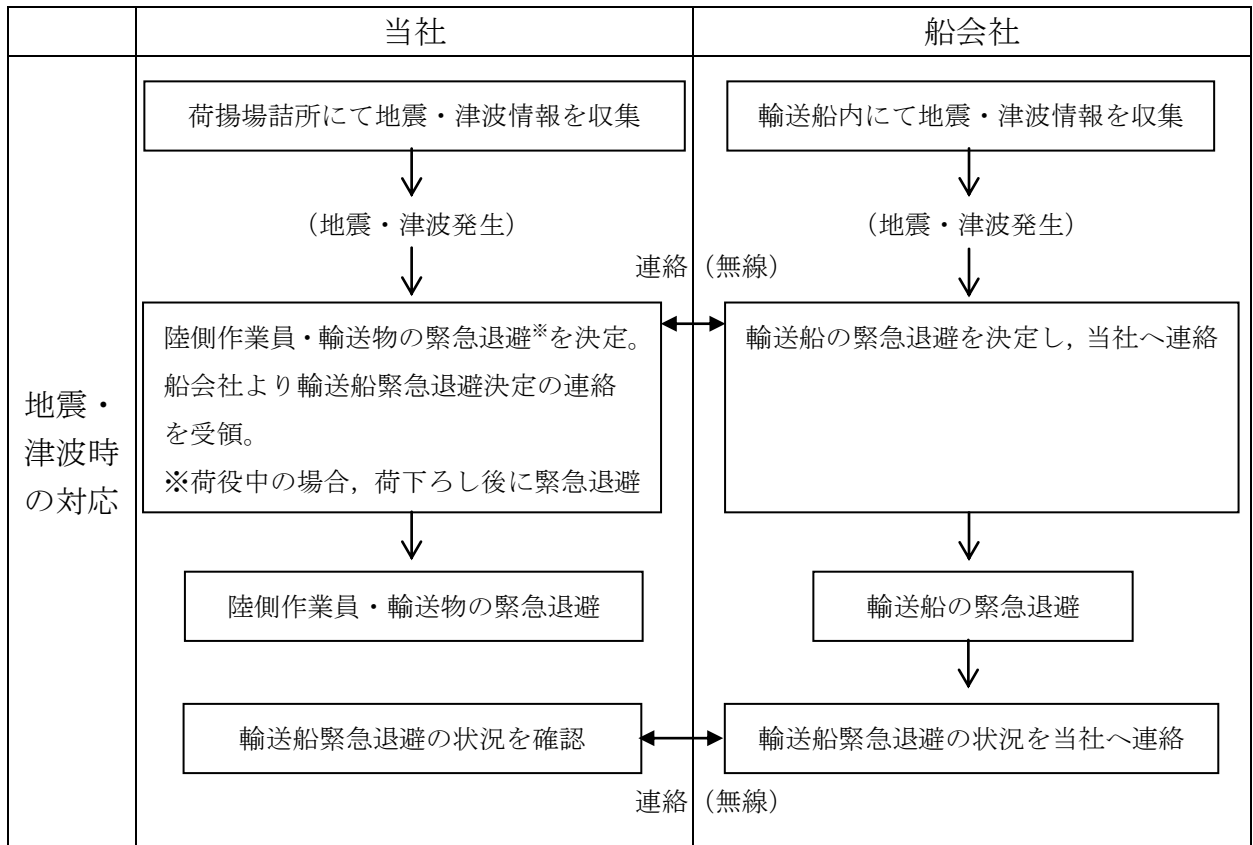 当社
船会社
地震・
津波時
の対応
荷揚場詰所にて地震・津波情報を収集
輸送船内にて地震・津波情報を収集
（地震・津波発生）
（地震・津波発生）
連絡（無線）
陸側作業員・輸送物の緊急退避※を決定。
船会社より輸送船緊急退避決定の連絡
を受領。
※荷役中の場合，荷下ろし後に緊急退避
輸送船の緊急退避を決定し，当社へ連絡
陸側作業員・輸送物の緊急退避
輸送船の緊急退避
輸送船緊急退避の状況を確認
輸送船緊急退避の状況を当社へ連絡
連絡（無線）